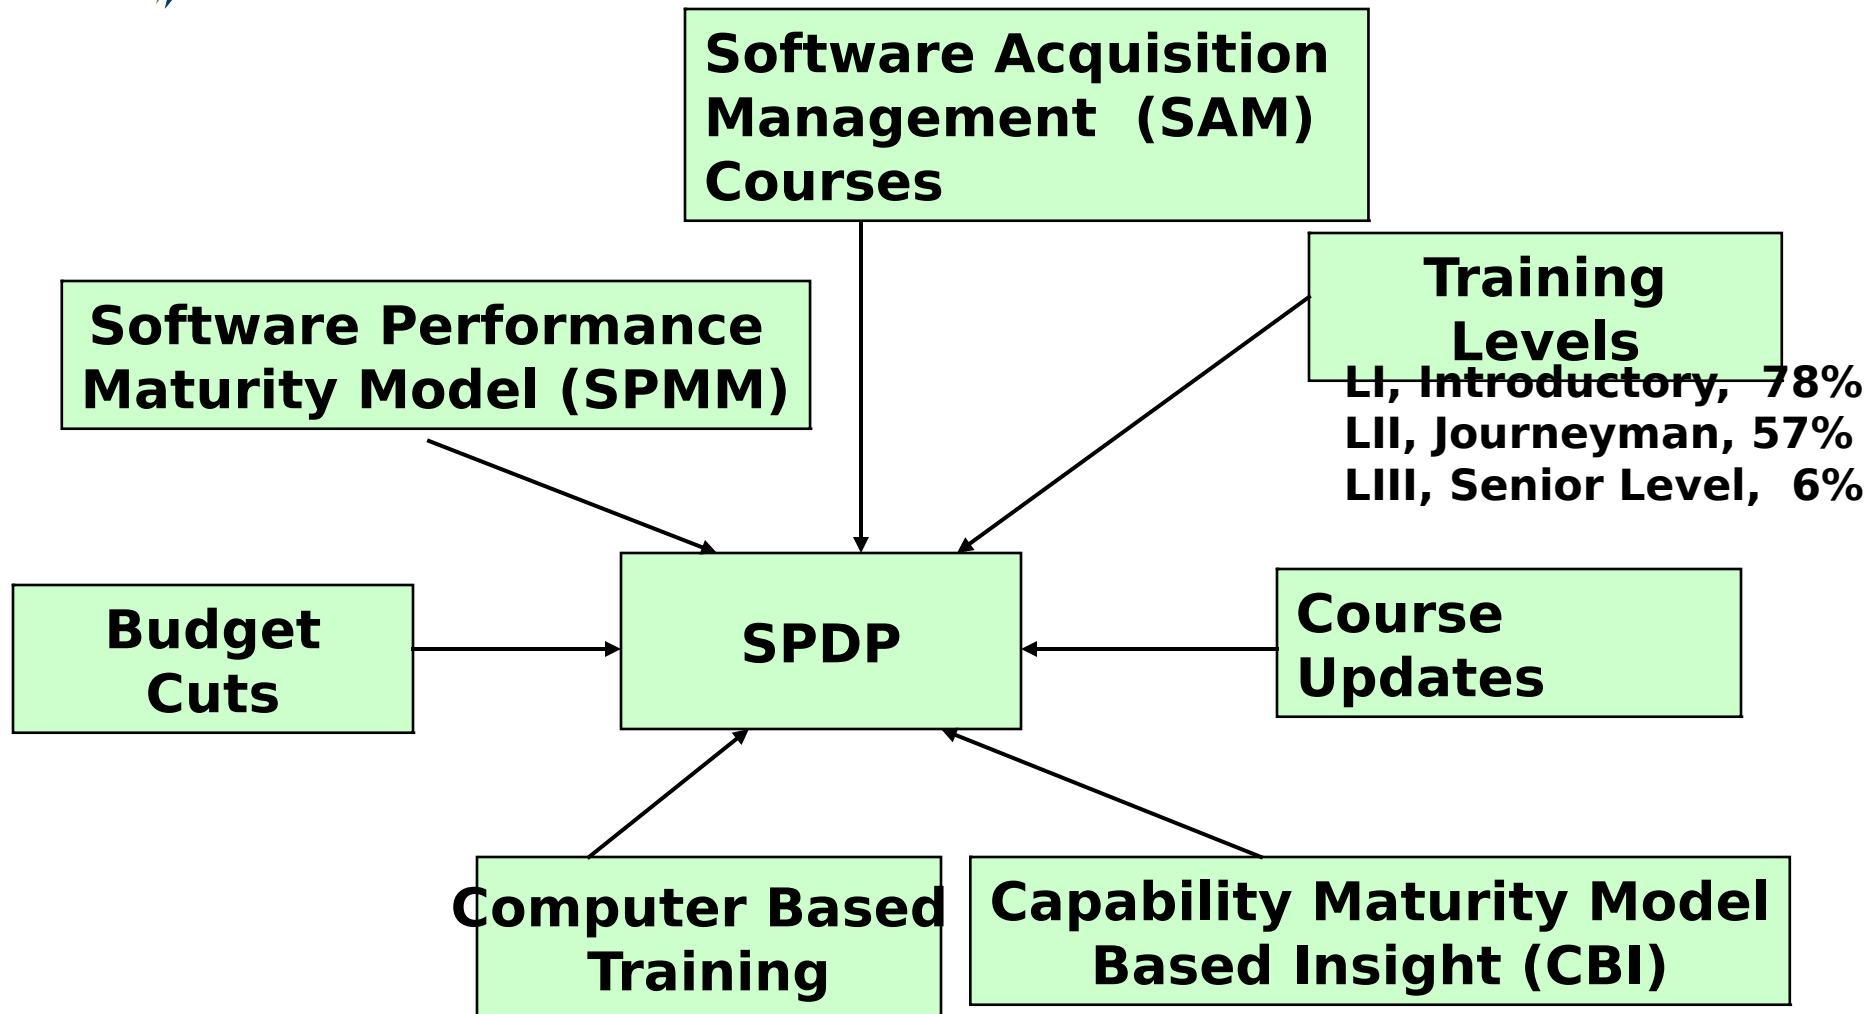 Software Acquisition
Management (SAM)
Courses
Training
Levels
LI, Introductory, 78%
LII, Journeyman, 57%
LIII, Senior Level, 6%
Software Performance
Maturity Model (SPMM)
Budget
Cuts
SPDP
Course
Updates
Computer Based
Training
Capability Maturity Model
Based Insight (CBI)